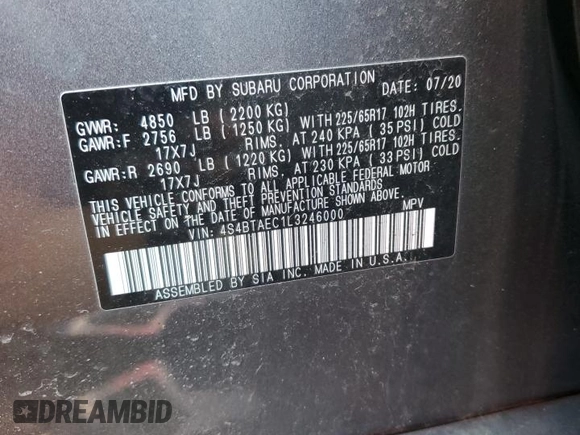 MFD BY SUBARU CORPORATION DATE: 07/20
GVWR: 4850 LB (2200 KG)
GAWR:F 2756 LB (1250 KG) WITH 225/65R17 102H TIRES,
17X7J RIMS, AT 240 KPA (35 PSI) COLD
GAWR:R 2690 LB (1220 KG) WITH 225/65R17 102H TIRES,
17X7J RIMS, AT 230 KPA (33 PSI) COLD
THIS VEHICLE CONFORMS TO ALL APPLICABLE FEDERAL MOTOR
VEHICLE SAFETY AND THEFT PREVENTION STANDARDS
IN EFFECT ON THE DATE OF MANUFACTURE SHOWN ABOVE.
VIN: 4S4BTAEC1L3246000 MPV
ASSEMBLED BY SIA INC. MADE IN U.S.A.
DREAMBID